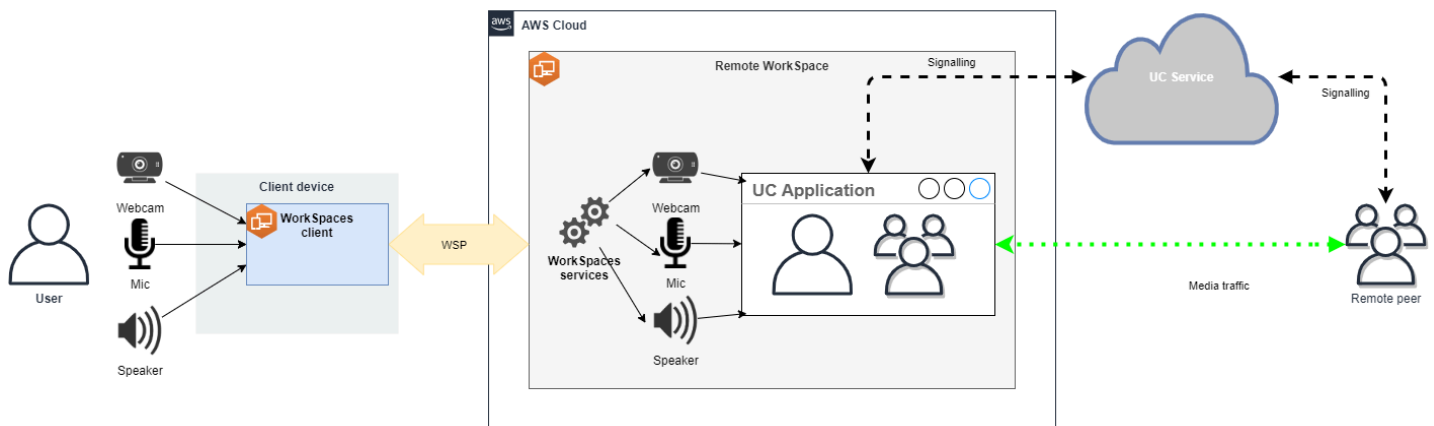 aws
AWS Cloud
Remote WorkSpace
Signalling
UC Service
Signalling
Client device
WorkSpaces
client
Webcam
Mic
Speaker
User
WSP
WorkSpaces
services
Webcam
Mic
Speaker
UC Application
Media traffic
Remote peer